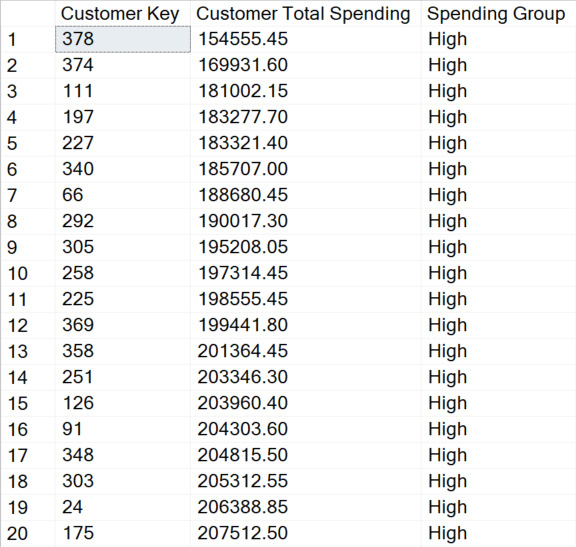 Customer Key Customer Total Spending Spending Group
1 378 154555.45 High
2 374 169931.60 High
3 111 181002.15 High
4 197 183277.70 High
5 227 183321.40 High
6 340 185707.00 High
7 66 188680.45 High
8 292 190017.30 High
9 305 195208.05 High
10 258 197314.45 High
11 225 198555.45 High
12 369 199441.80 High
13 358 201364.45 High
14 251 203346.30 High
15 126 203960.40 High
16 91 204303.60 High
17 348 204815.50 High
18 303 205312.55 High
19 24 206388.85 High
20 175 207512.50 High